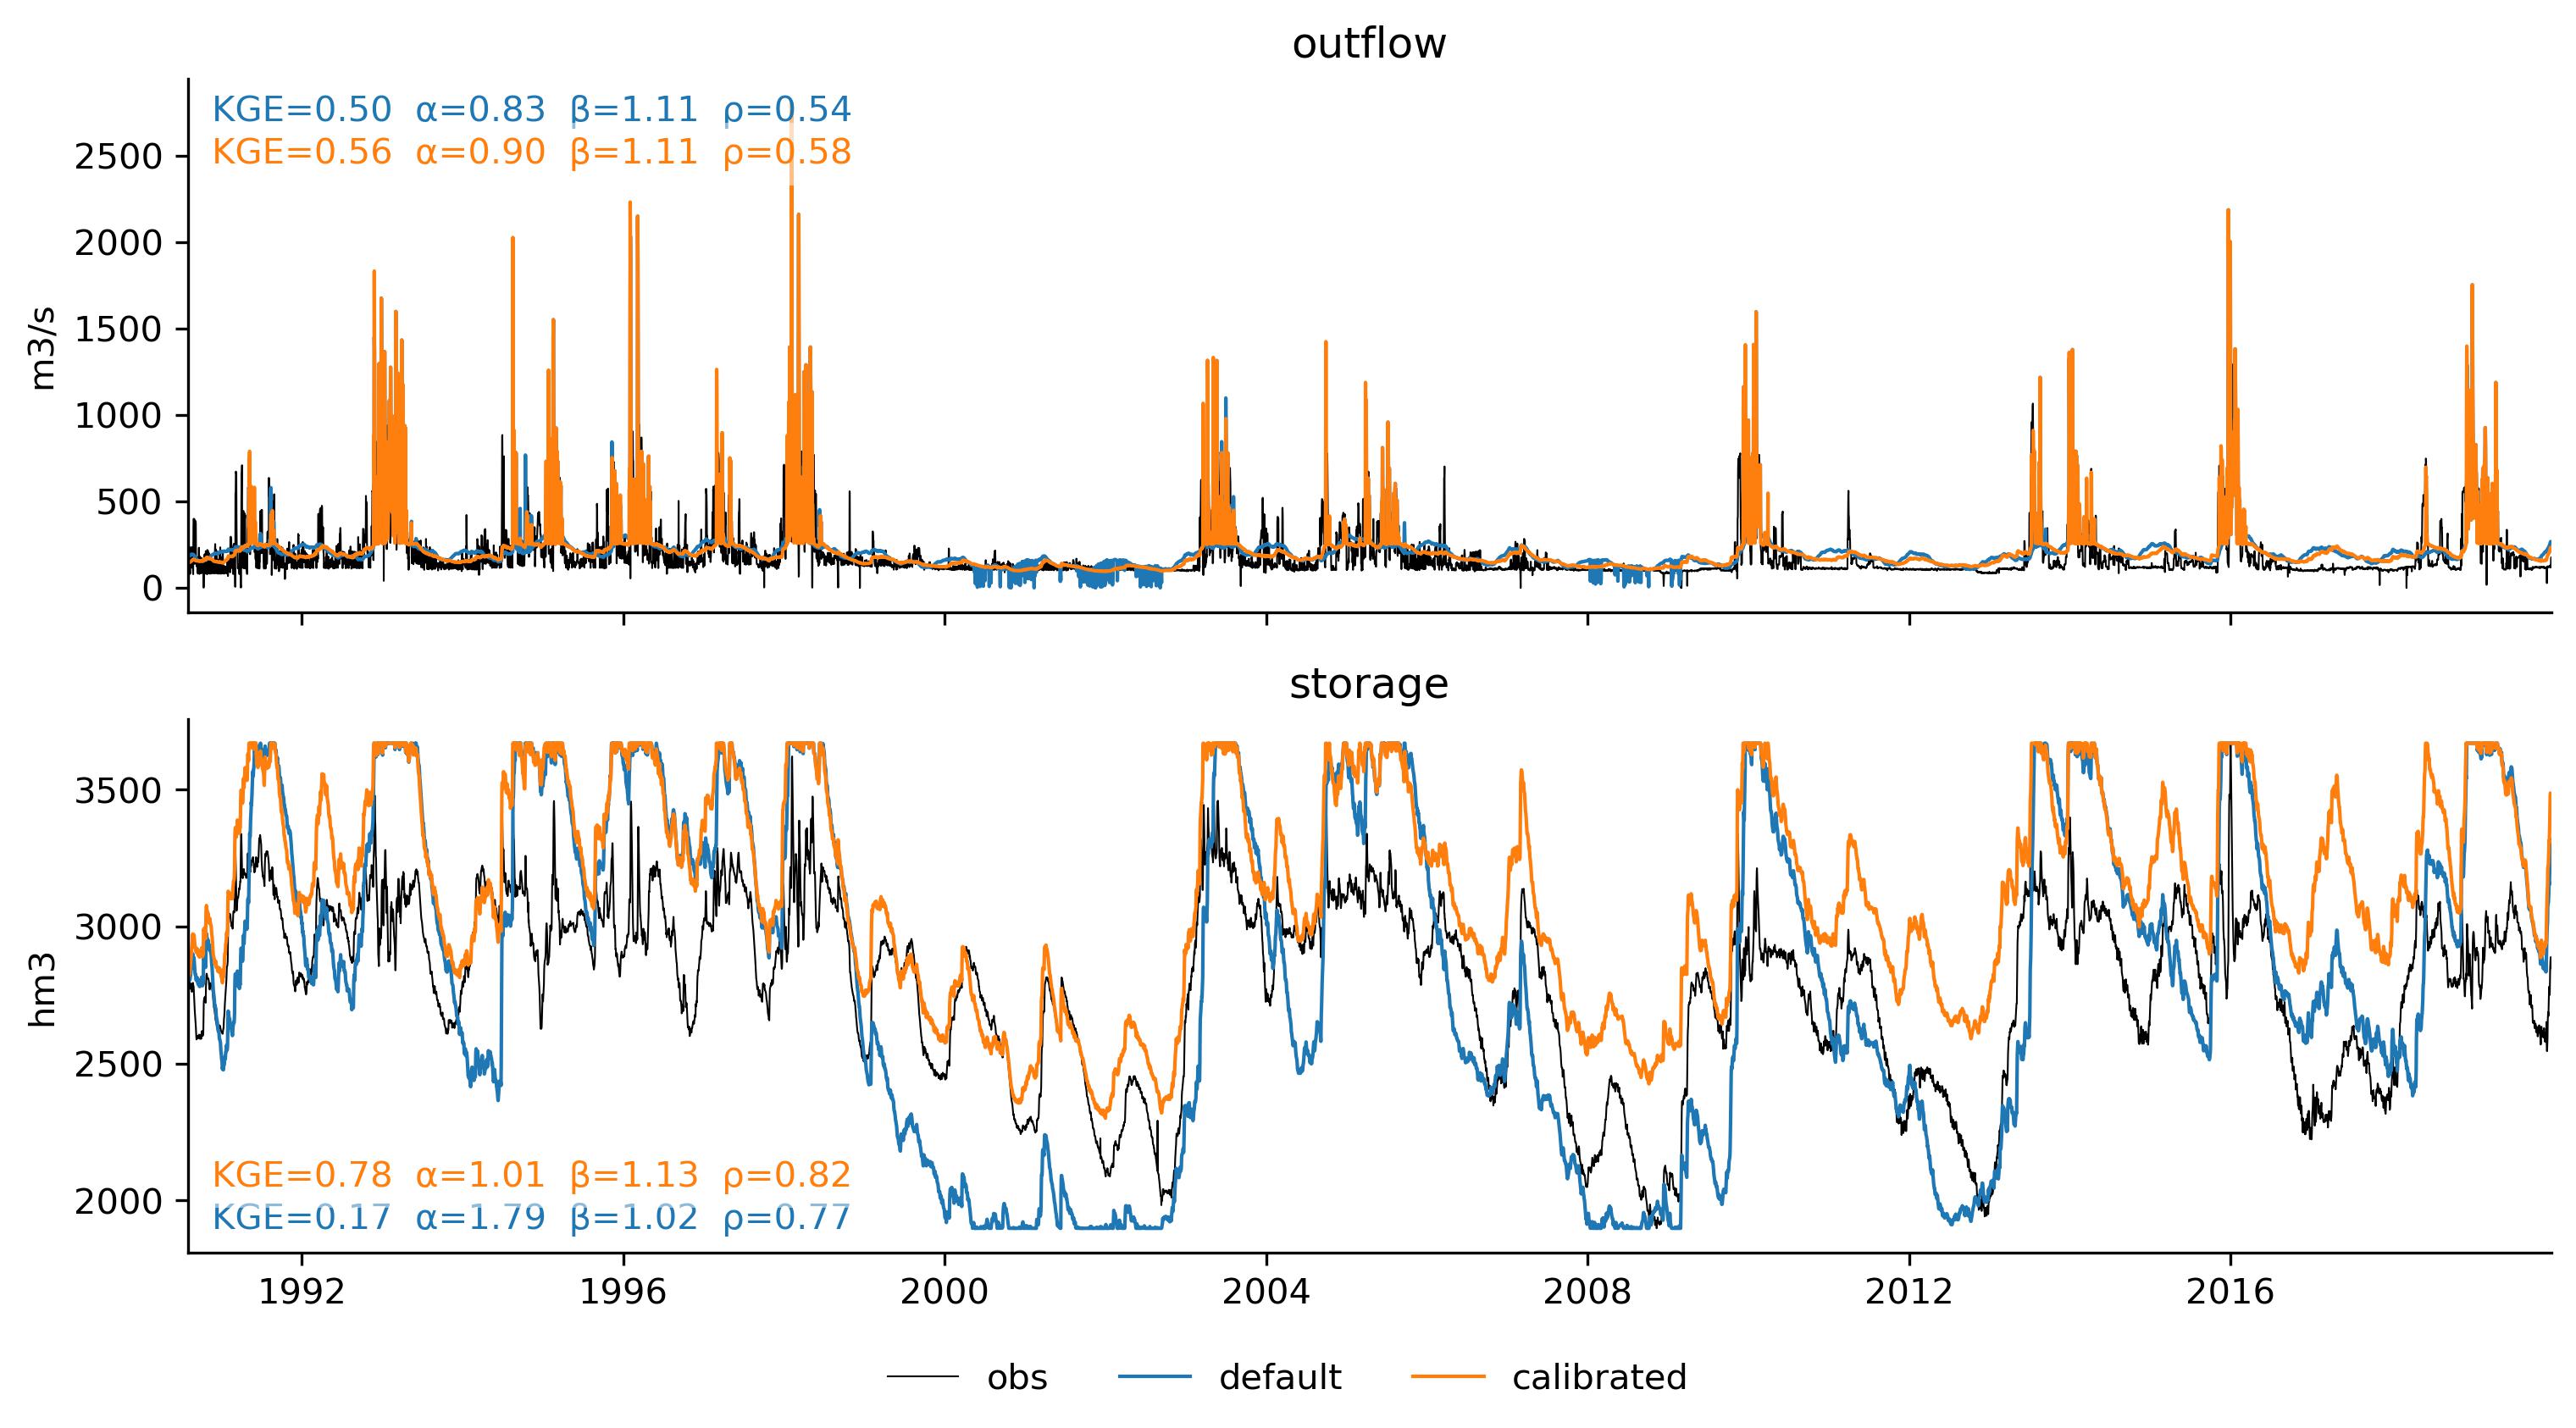 outflow
KGE=0.50 α=0.83 β=1.11 ρ=0.54
KGE=0.56 α=0.90 β=1.11 ρ=0.58
2500
2000
1500
1000
500
0
m3/s
storage
3500
3000
2500
2000
hm3
KGE=0.78 α=1.01 β=1.13 ρ=0.82
KGE=0.17 α=1.79 β=1.02 ρ=0.77
1992 1996 2000 2004 2008 2012 2016
obs default calibrated